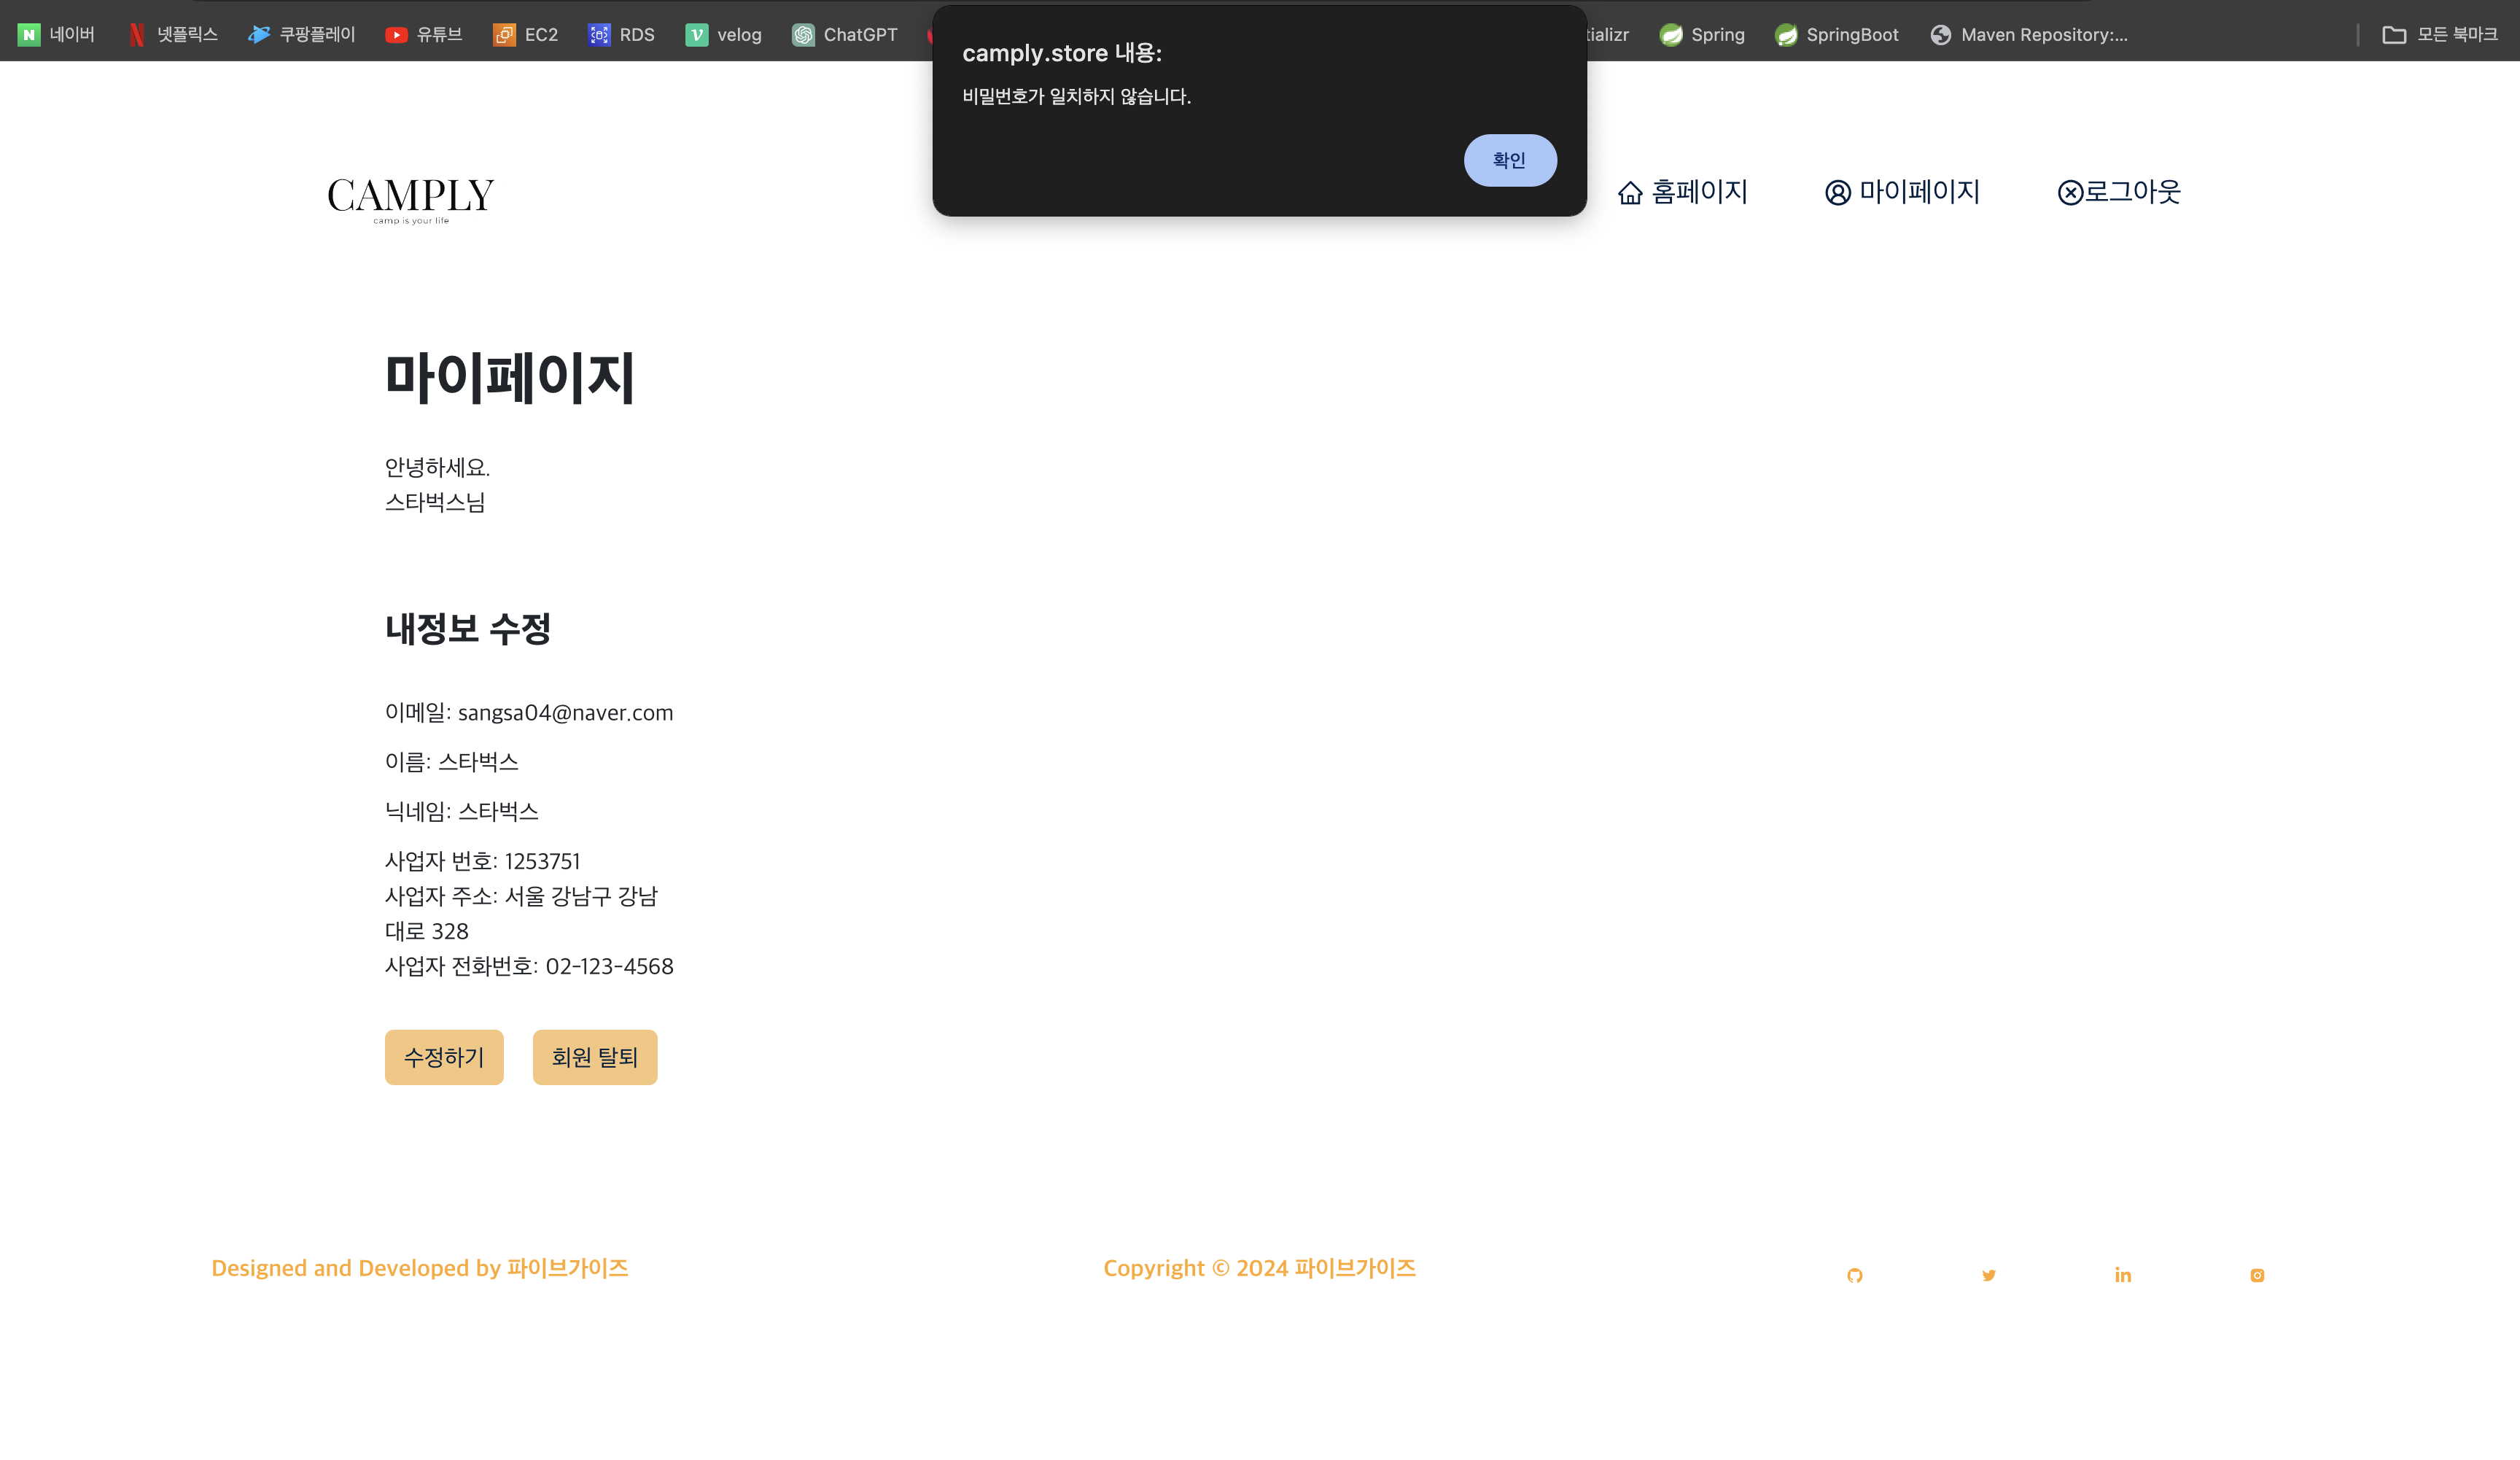 네이버 넷플릭스 쿠팡플레이 유튜브 EC2 RDS velog ChatGPT tializr Spring SpringBoot Maven Repository:... 모든 북마크
camply.store 내용:
비밀번호가 일치하지 않습니다.
확인
CAMPLY
camp is your life
홈페이지 마이페이지 로그아웃
마이페이지
안녕하세요.
스타벅스님
내정보 수정
이메일: sangsa04@naver.com
이름: 스타벅스
닉네임: 스타벅스
사업자 번호: 1253751
사업자 주소: 서울 강남구 강남
대로 328
사업자 전화번호: 02-123-4568
수정하기 회원 탈퇴
Designed and Developed by 파이브가이즈 Copyright © 2024 파이브가이즈